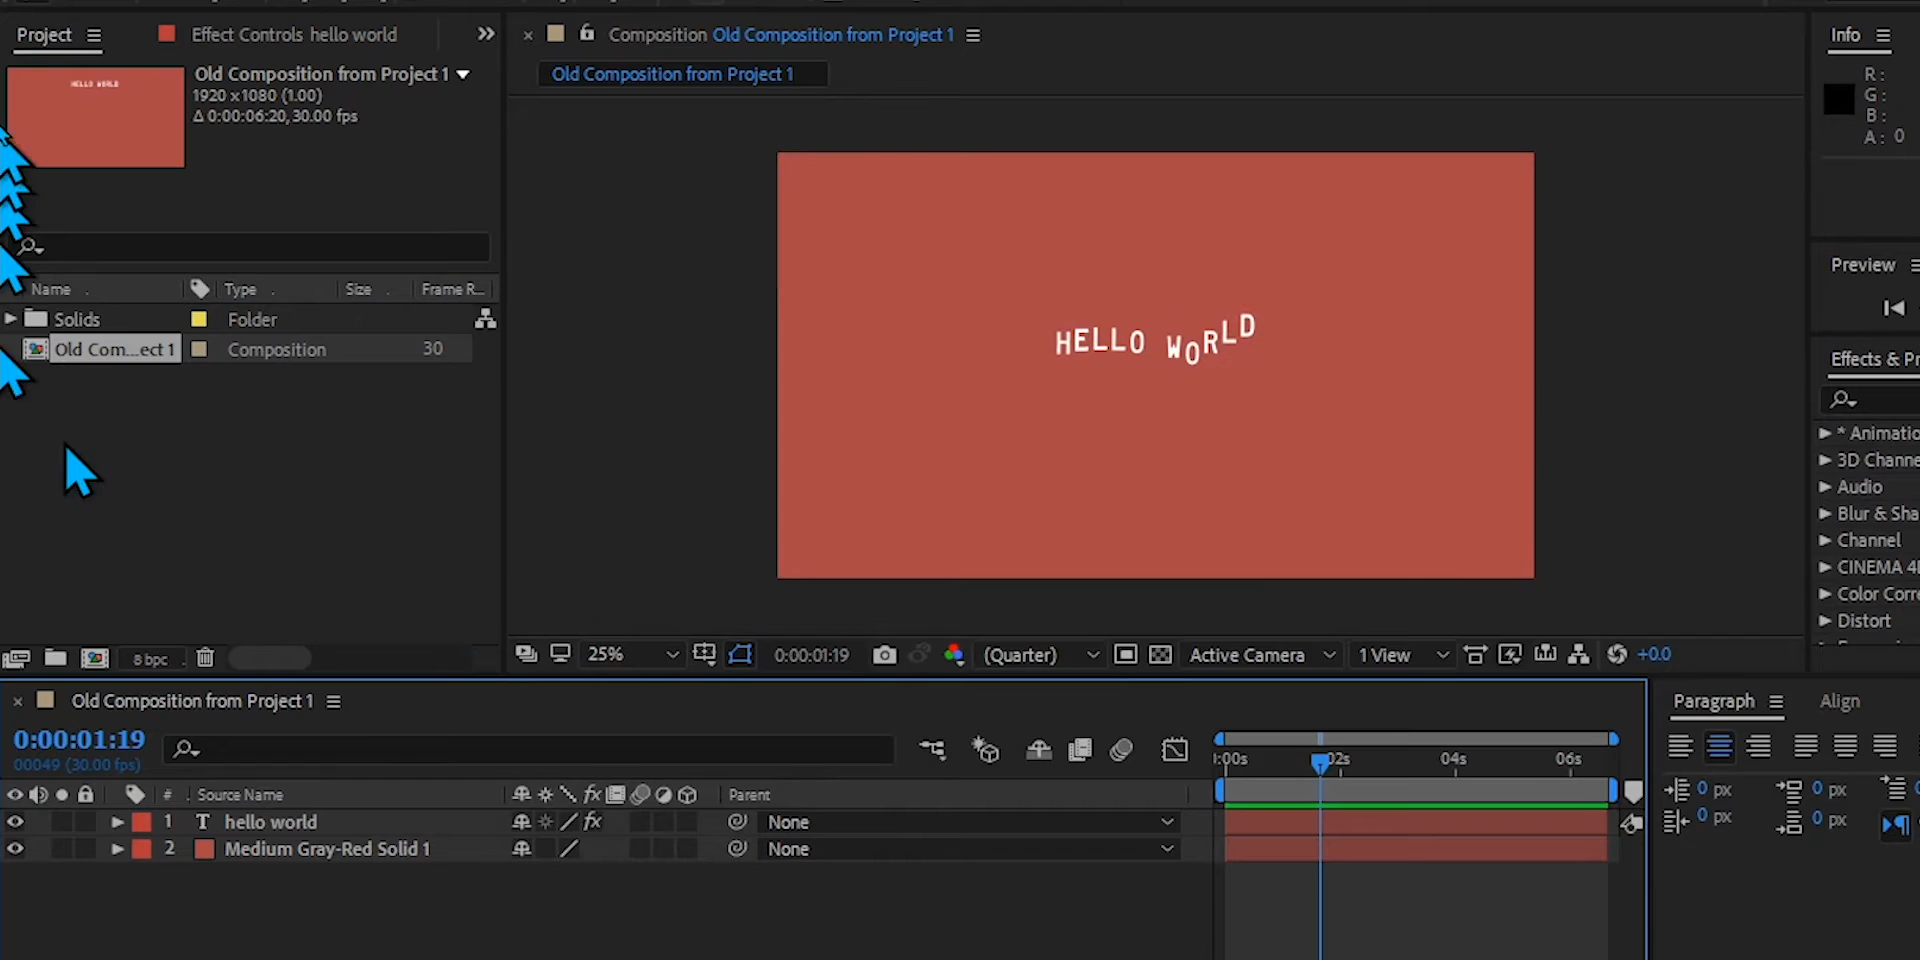 Project
Effect Controls hello world
Composition Old Composition from Project 1
Info
Old Composition from Project 1
1920 x1080 (1.00)
Δ 0:00:06:20, 30.00 fps
Old Composition from Project 1
R:
G:
B:
A: 0
HELLO WORLD
Name Type Size Frame R...
Solids Folder
Old Com...ect 1 Composition 30
HELLO WORLD
Preview
Effects & Pr
* Animatio
3D Channe
Audio
Blur & Sha
Channel
CINEMA 4D
Color Corre
Distort
8 bpc
25% 0:00:01:19 (Quarter) Active Camera 1 View +0.0
Old Composition from Project 1
Paragraph Align
0:00:01:19
00049 (30.00 fps)
:00s 02s 04s 06s
# Source Name fx Parent
1 T hello world fx None
2 Medium Gray-Red Solid 1 None
0 px 0 px
0 px 0 px